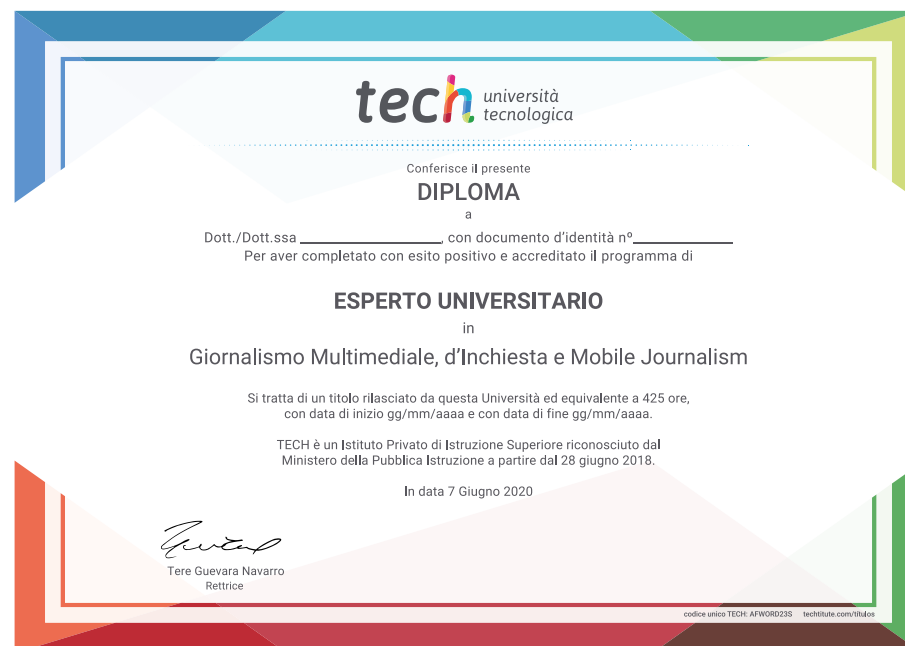 tech università
tecnologica
Conferisce il presente
DIPLOMA
a
Dott./Dott.ssa ____________________, con documento d'identità nº______________
Per aver completato con esito positivo e accreditato il programma di
ESPERTO UNIVERSITARIO
in
Giornalismo Multimediale, d'Inchiesta e Mobile Journalism
Si tratta di un titolo rilasciato da questa Università ed equivalente a 425 ore,
con data di inizio gg/mm/aaaa e con data di fine gg/mm/aaaa.
TECH è un Istituto Privato di Istruzione Superiore riconosciuto dal
Ministero della Pubblica Istruzione a partire dal 28 giugno 2018.
In data 7 Giugno 2020
Tere Guevara Navarro
Rettrice
codice unico TECH: AFWORD23S techtitute.com/títulos